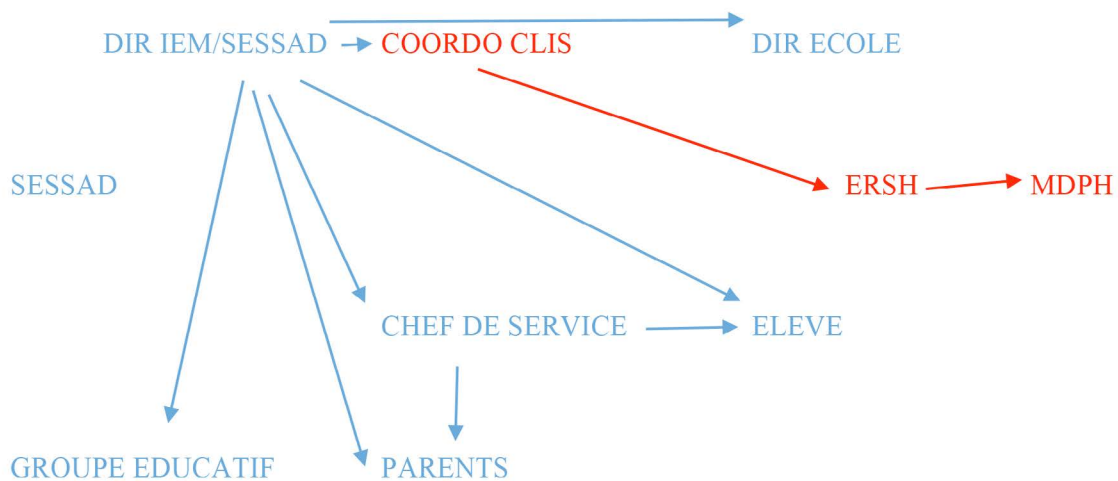 DIR IEM/SESSAD COORDO CLIS DIR ECOLE
SESSAD ERSH MDPH
CHEF DE SERVICE ELEVE
GROUPE EDUCATIF PARENTS